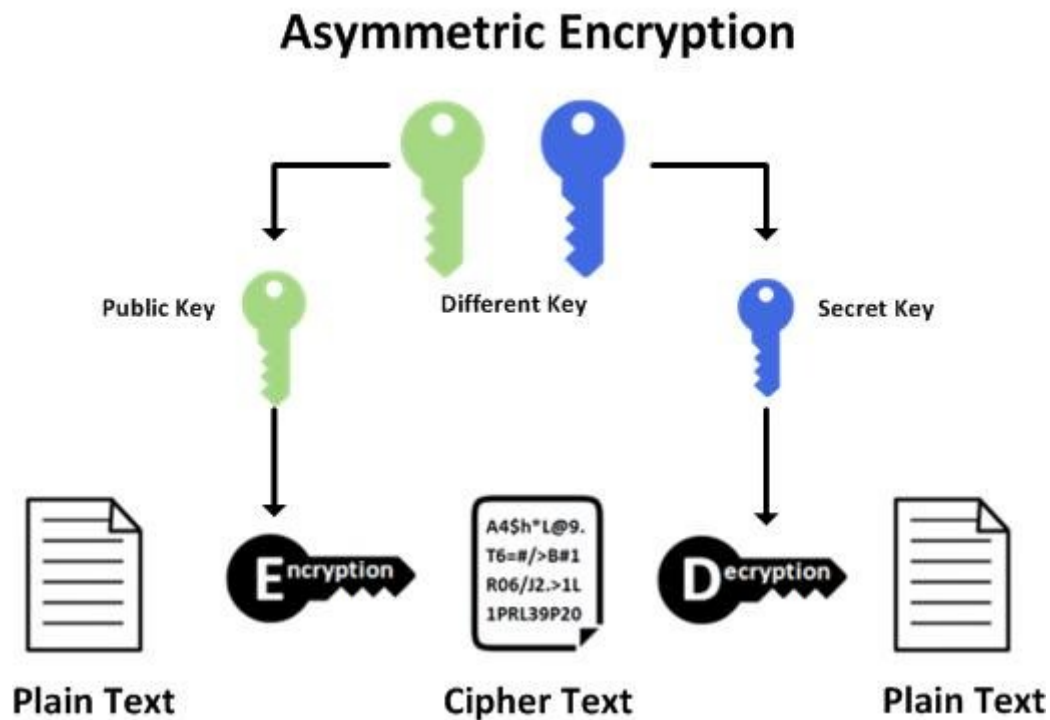 Asymmetric Encryption
Public Key
Different Key
Secret Key
Encryption
A4$h*L@9.
T6=#/>B#1
R06/J2.>1L
1PRL39P20
Decryption
Plain Text
Cipher Text
Plain Text